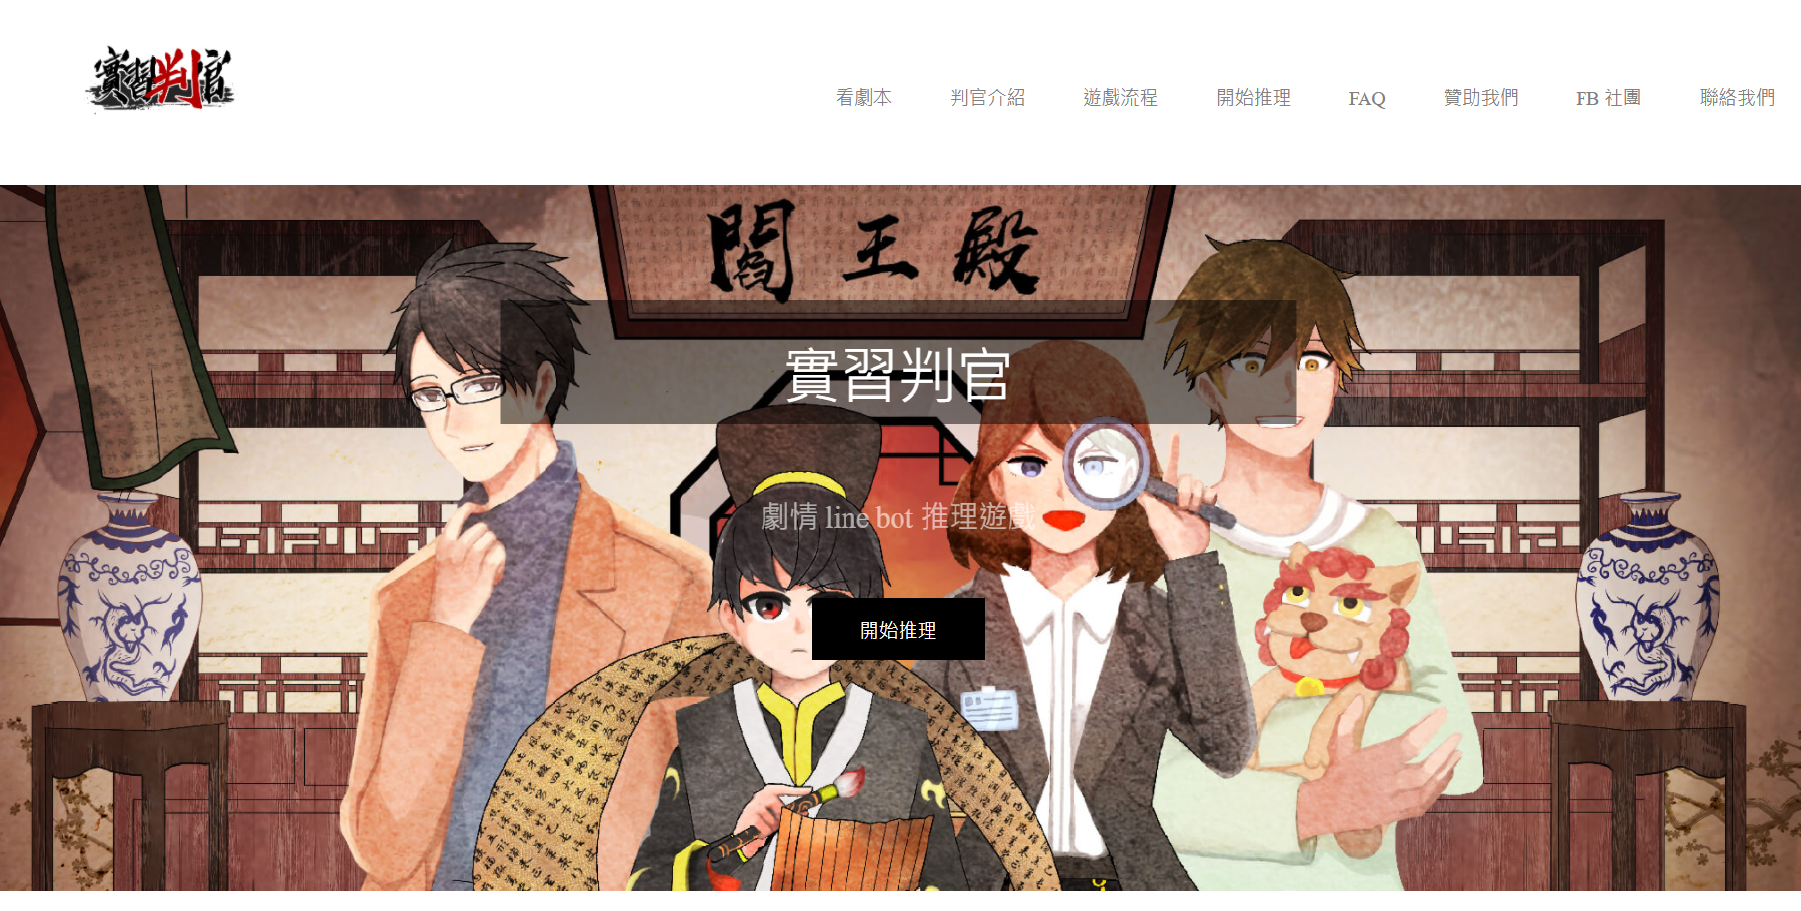 實習判官
看劇本
判官介紹
遊戲流程
開始推理
FAQ
贊助我們
FB 社團
聯絡我們
閻王殿
實習判官
劇情 line bot 推理遊戲
開始推理